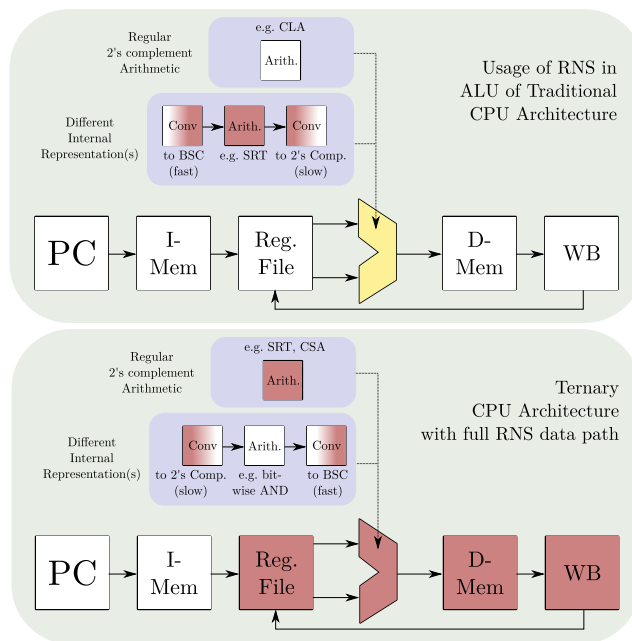 Regular
2's complement
Arithmetic
e.g. CLA
Arith.
Usage of RNS in
ALU of Traditional
CPU Architecture
Different
Internal
Representation(s)
Conv
Arith.
Conv
to BSC
(fast)
e.g. SRT
to 2's Comp.
(slow)
PC
I-
Mem
Reg.
File
D-
Mem
WB
Regular
2's complement
Arithmetic
e.g. SRT, CSA
Arith.
Ternary
CPU Architecture
with full RNS data path
Different
Internal
Representation(s)
Conv
Arith.
Conv
to 2's Comp.
(slow)
e.g. bit-
wise AND
to BSC
(fast)
PC
I-
Mem
Reg.
File
D-
Mem
WB